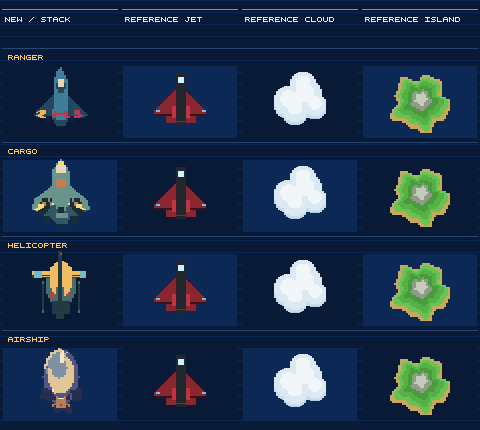 NEW / STACK
REFERENCE JET
REFERENCE CLOUD
REFERENCE ISLAND
RANGER
CARGO
HELICOPTER
AIRSHIP